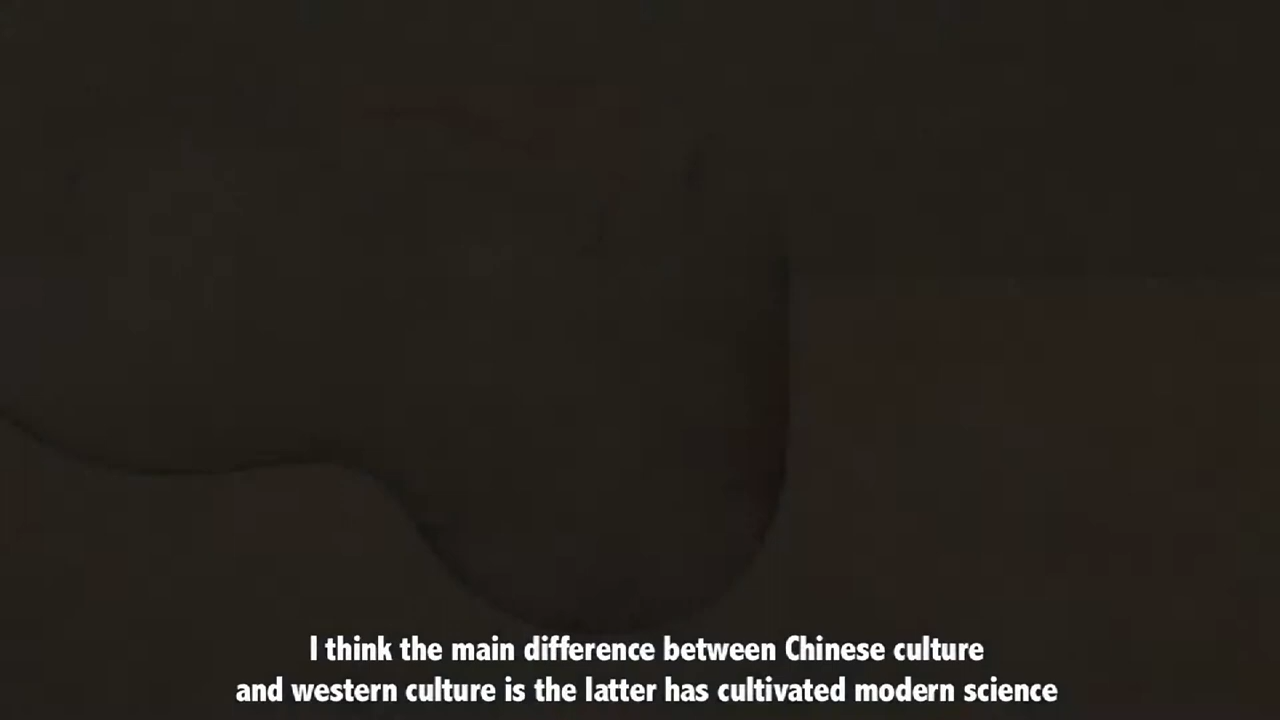 I think the main difference between Chinese culture
and western culture is the latter has cultivated modern science